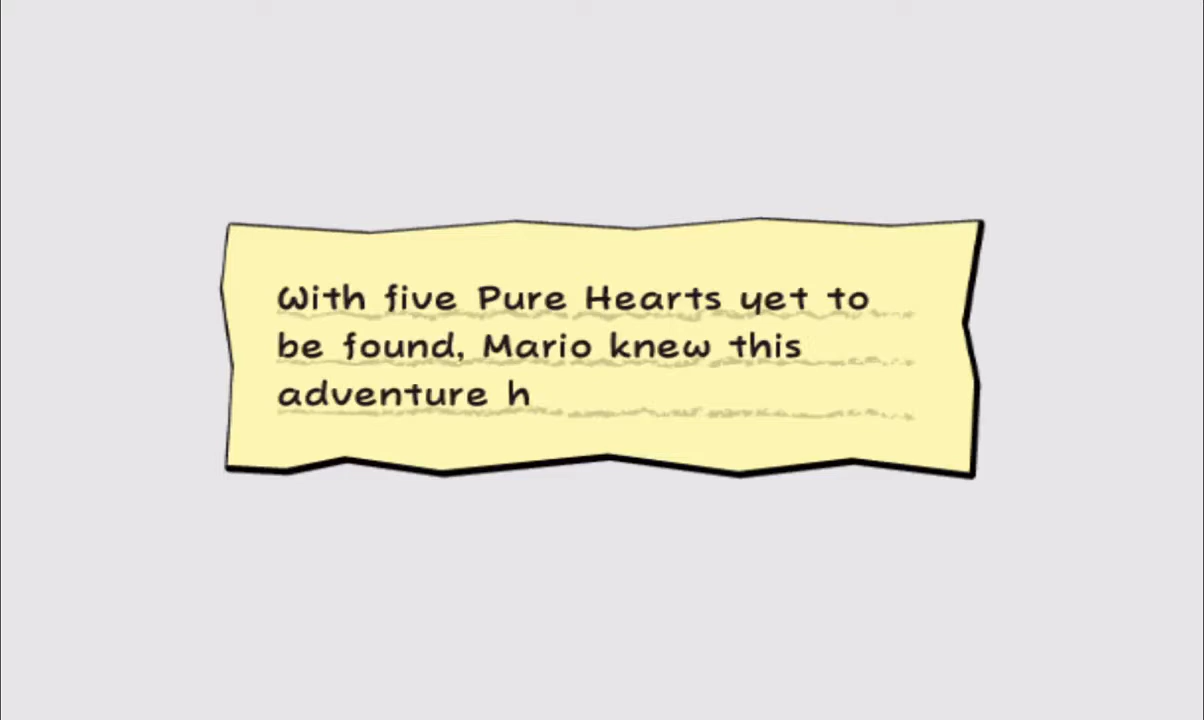 With five Pure Hearts yet to
be found, Mario knew this
adventure h